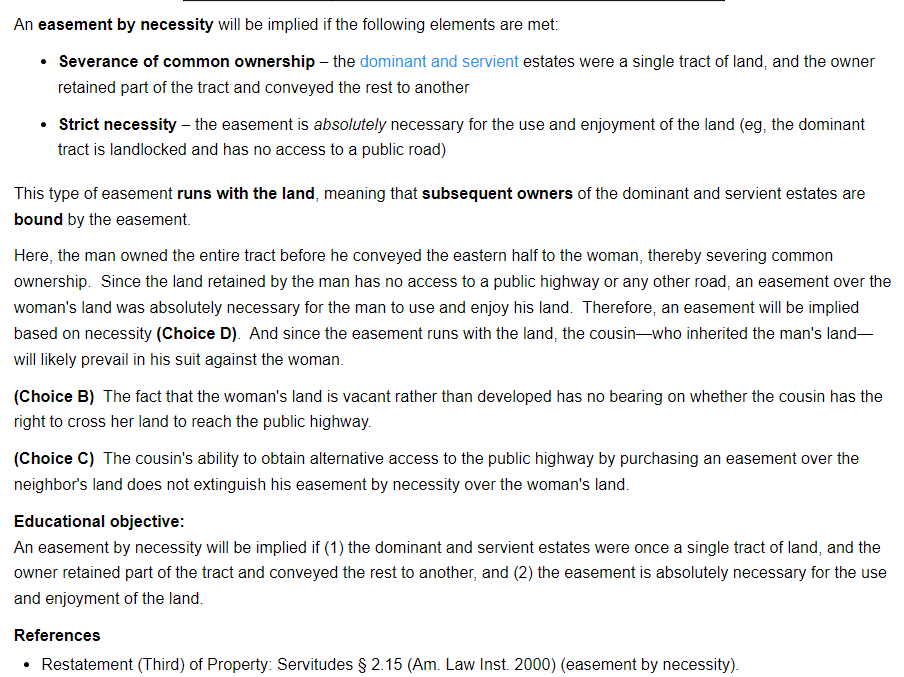 An easement by necessity will be implied if the following elements are met:
• Severance of common ownership – the dominant and servient estates were a single tract of land, and the owner
retained part of the tract and conveyed the rest to another
• Strict necessity – the easement is absolutely necessary for the use and enjoyment of the land (eg, the dominant
tract is landlocked and has no access to a public road)
This type of easement runs with the land, meaning that subsequent owners of the dominant and servient estates are
bound by the easement.
Here, the man owned the entire tract before he conveyed the eastern half to the woman, thereby severing common
ownership. Since the land retained by the man has no access to a public highway or any other road, an easement over the
woman's land was absolutely necessary for the man to use and enjoy his land. Therefore, an easement will be implied
based on necessity (Choice D). And since the easement runs with the land, the cousin—who inherited the man's land—
will likely prevail in his suit against the woman.
(Choice B) The fact that the woman's land is vacant rather than developed has no bearing on whether the cousin has the
right to cross her land to reach the public highway.
(Choice C) The cousin's ability to obtain alternative access to the public highway by purchasing an easement over the
neighbor's land does not extinguish his easement by necessity over the woman's land.
Educational objective:
An easement by necessity will be implied if (1) the dominant and servient estates were once a single tract of land, and the
owner retained part of the tract and conveyed the rest to another, and (2) the easement is absolutely necessary for the use
and enjoyment of the land.
References
• Restatement (Third) of Property: Servitudes § 2.15 (Am. Law Inst. 2000) (easement by necessity).